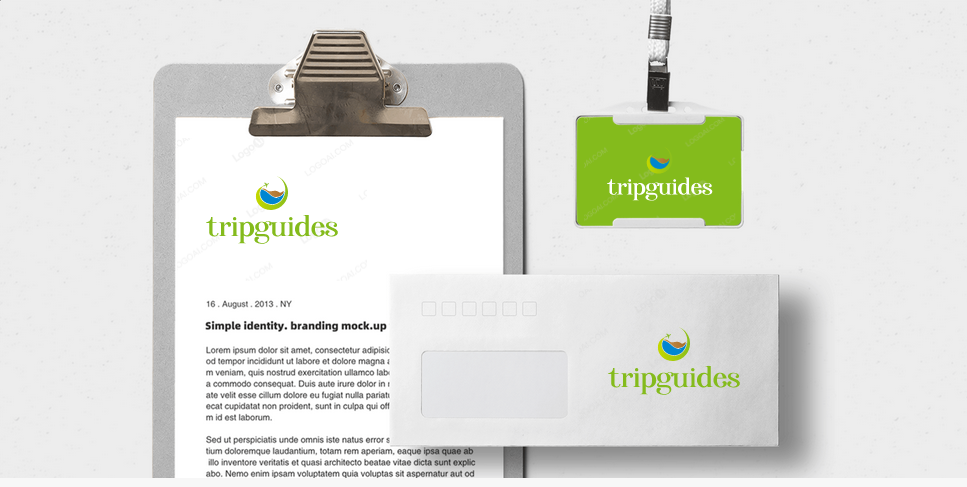 tripguides
16 . August . 2013 . NY
Simple identity. branding mock.up
Lorem ipsum dolor sit amet, consectetur adipisic
od tempor incididunt ut labore et dolore magna a
m veniam, quis nostrud exercitation ullamco labo
a commodo consequat. Duis aute irure dolor in r
ate velit esse cillum dolore eu fugiat nulla pariatu
ecat cupidatat non proident, sunt in culpa qui off
m id est laborum.
Sed ut perspiciatis unde omnis iste natus error s
tium doloremque laudantium, totam rem aperiam, eaque ipsa quae ab
illo inventore veritatis et quasi architecto beatae vitae dicta sunt explic
abo. Nemo enim ipsam voluptatem quia voluptas sit aspernatur aut od
tripguides
tripguides